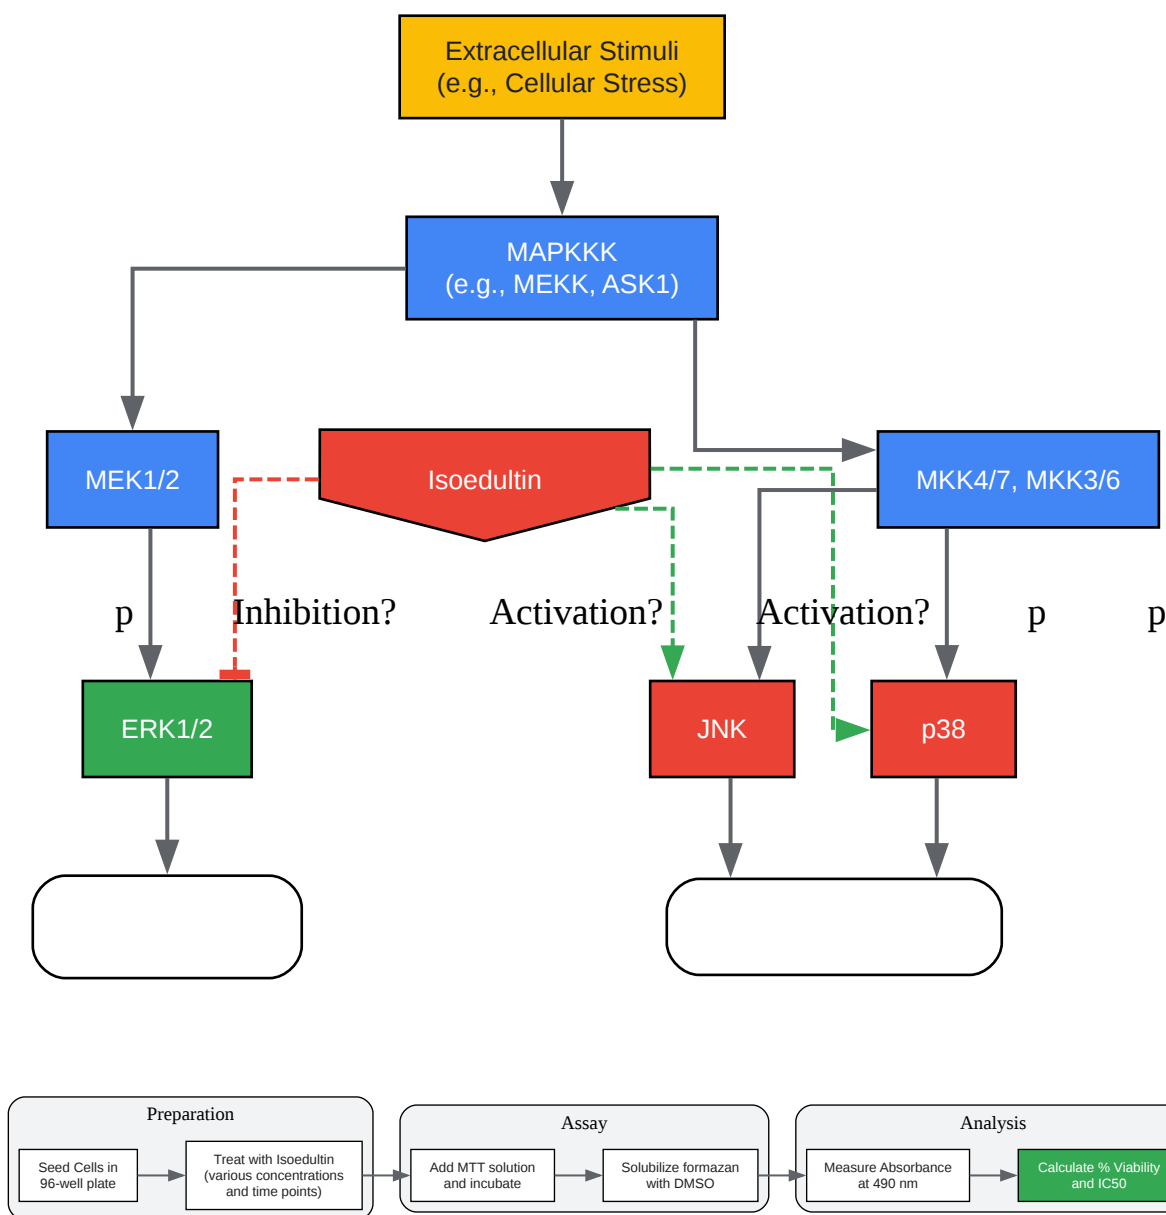 Extracellular Stimuli
(e.g., Cellular Stress)
MAPKKK
(e.g., MEKK, ASK1)
MEK1/2
Isoedultin
MKK4/7, MKK3/6
p
Inhibition?
Activation?
Activation?
p
p
ERK1/2
JNK
p38
Preparation
Seed Cells in
96-well plate
Treat with Isoedultin
(various concentrations
and time points)
Assay
Add MTT solution
and incubate
Solubilize formazan
with DMSO
Analysis
Measure Absorbance
at 490 nm
Calculate % Viability
and IC50